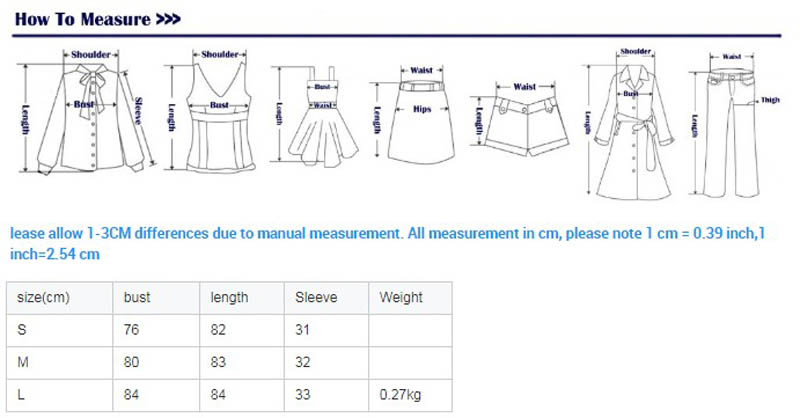 How To Measure >>>
Shoulder
Length
Bust
Sleeve
Shoulder
Length
Bust
Length
Bust
Waist
Waist
Length
Hips
Waist
Length
Shoulder
Length
Bust
Waist
Length
Thigh
lease allow 1-3CM differences due to manual measurement. All measurement in cm, please note 1 cm = 0.39 inch,1
inch=2.54 cm
size(cm) bust length Sleeve Weight
S 76 82 31
M 80 83 32
L 84 84 33 0.27kg